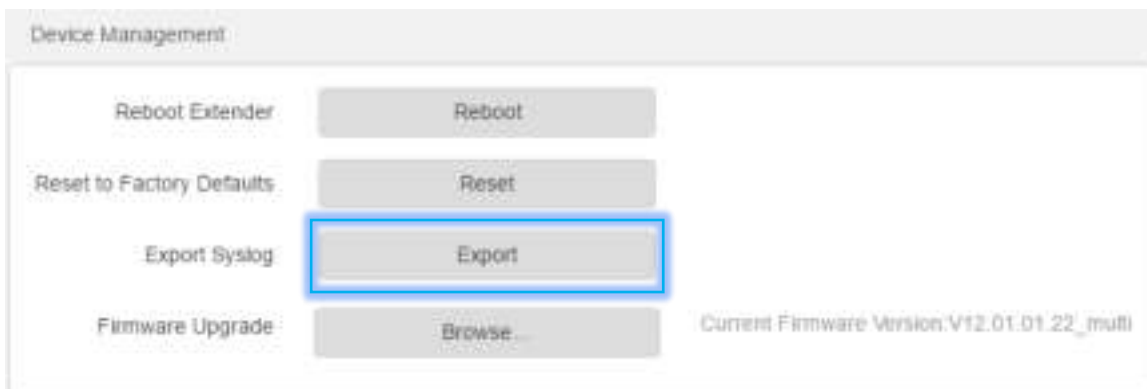 Device Management
Reboot Extender Reboot
Reset to Factory Defaults Reset
Export Syslog Export
Firmware Upgrade Browse... Current Firmware Version:V12.01.01.22_multi